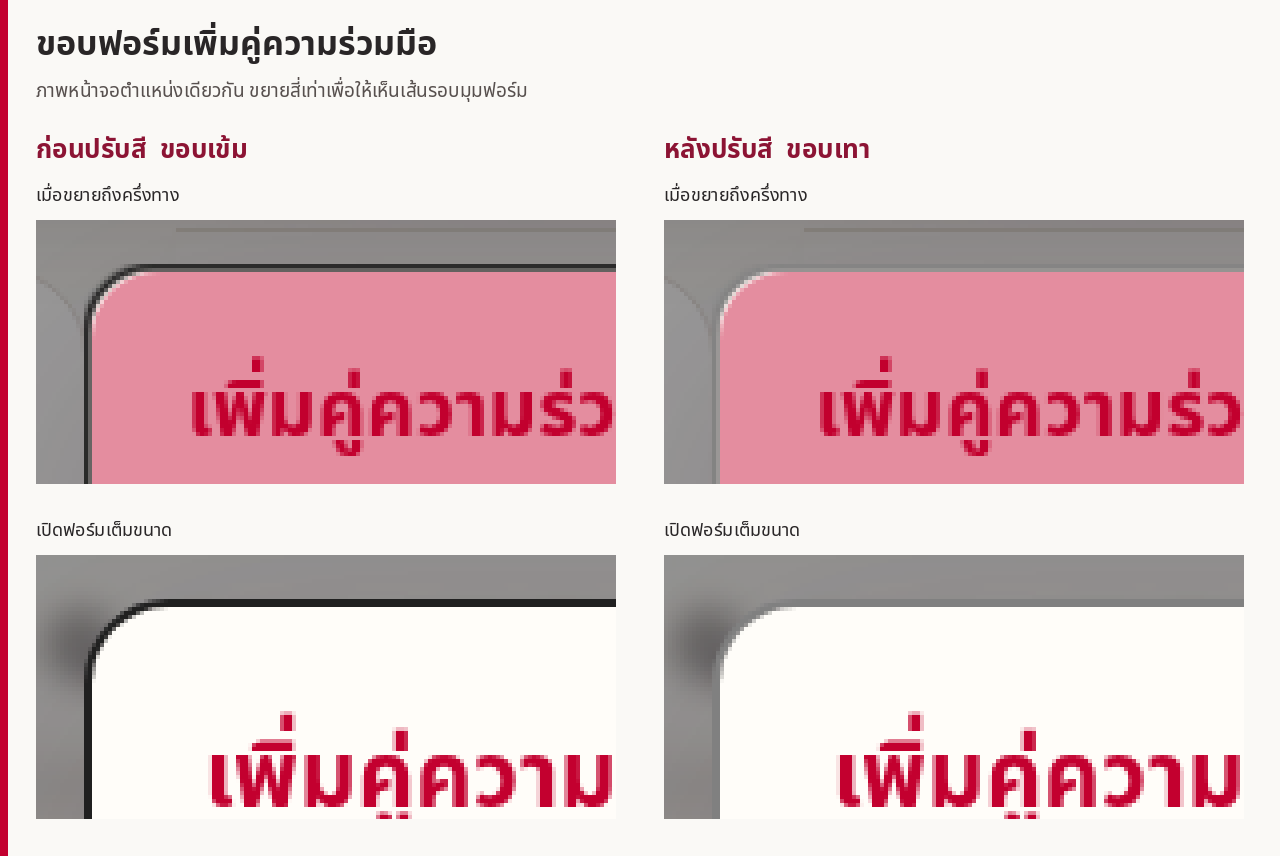 ขอบฟอร์มเพิ่มคู่ความร่วมมือ
ภาพหน้าจอตำแหน่งเดียวกัน ขยายสี่เท่าเพื่อให้เห็นเส้นรอบมุมฟอร์ม
ก่อนปรับสี ขอบเข้ม
เมื่อขยายถึงครึ่งทาง
เพิ่มคู่ความร่ว
เปิดฟอร์มเต็มขนาด
เพิ่มคู่ความ
หลังปรับสี ขอบเทา
เมื่อขยายถึงครึ่งทาง
เพิ่มคู่ความร่ว
เปิดฟอร์มเต็มขนาด
เพิ่มคู่ความ